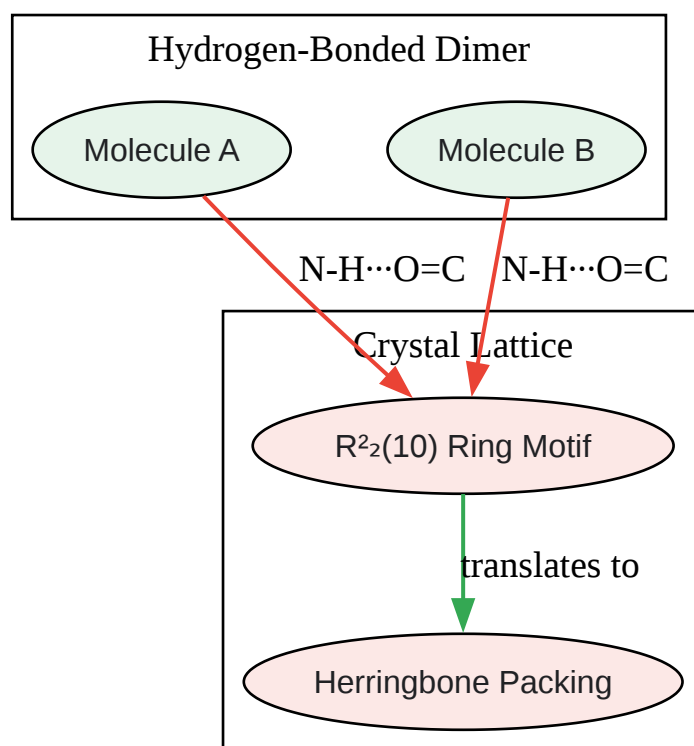 Hydrogen-Bonded Dimer
Molecule A
Molecule B
N-H···O=C
N-H···O=C
Crystal Lattice
R²₂(10) Ring Motif
translates to
Herringbone Packing